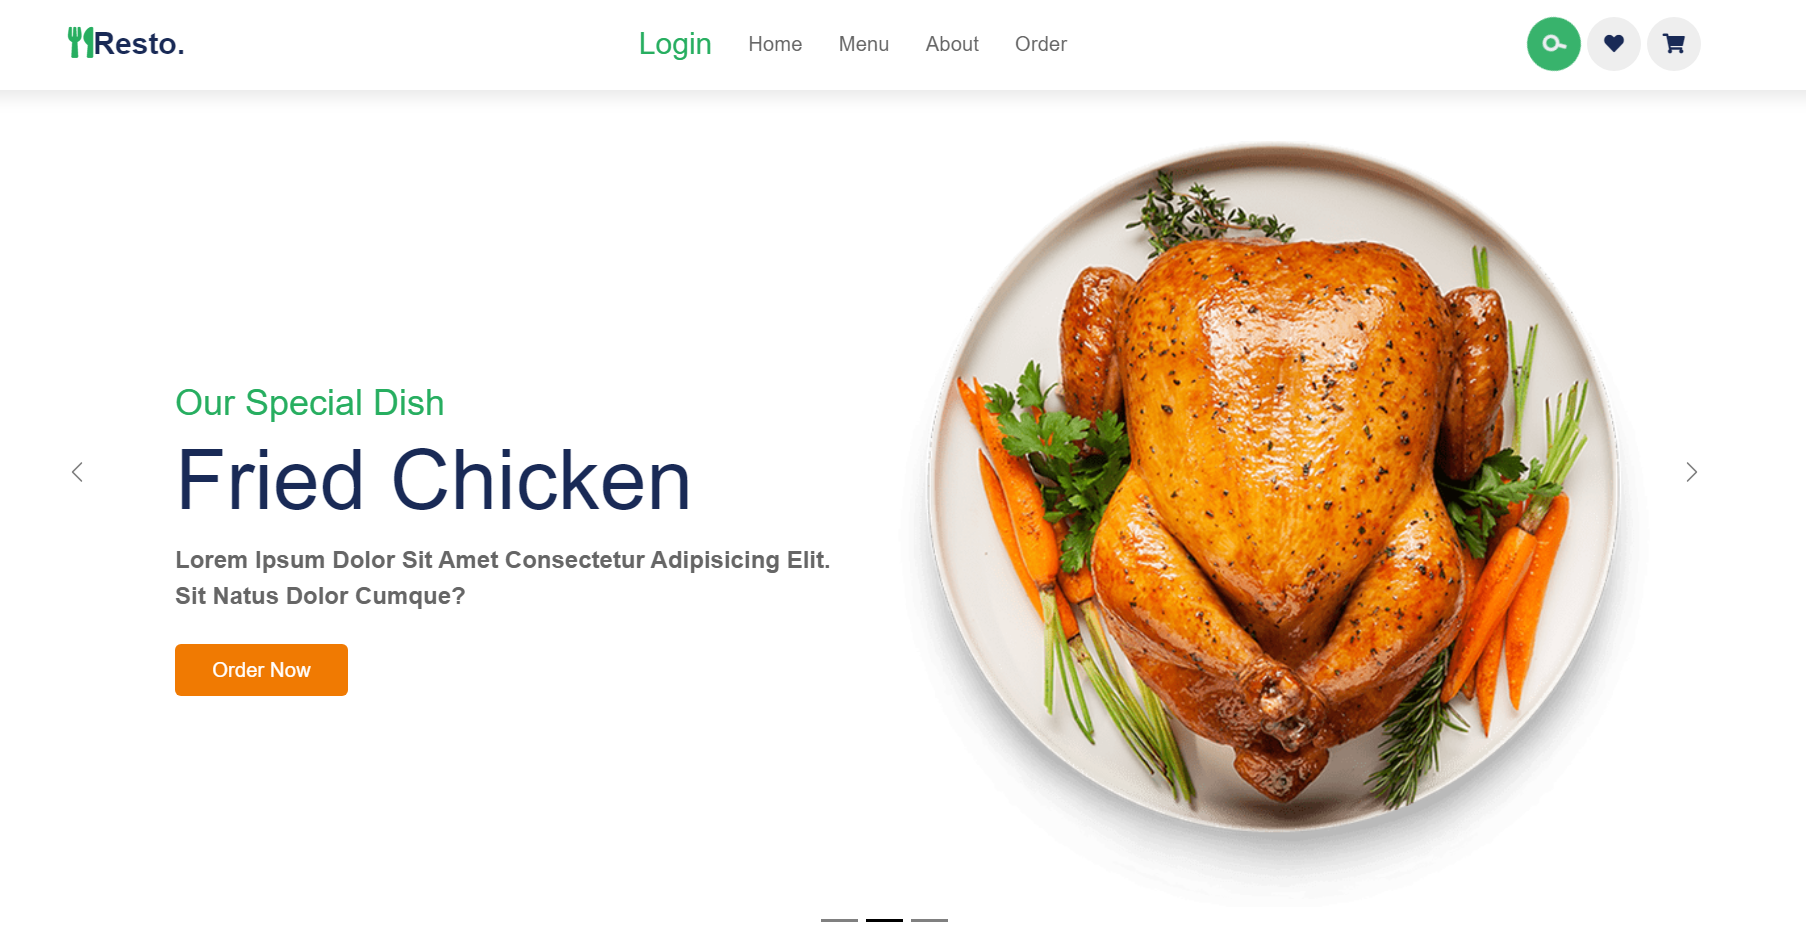 Resto.
Login Home Menu About Order
Our Special Dish
Fried Chicken
Lorem Ipsum Dolor Sit Amet Consectetur Adipisicing Elit.
Sit Natus Dolor Cumque?
Order Now